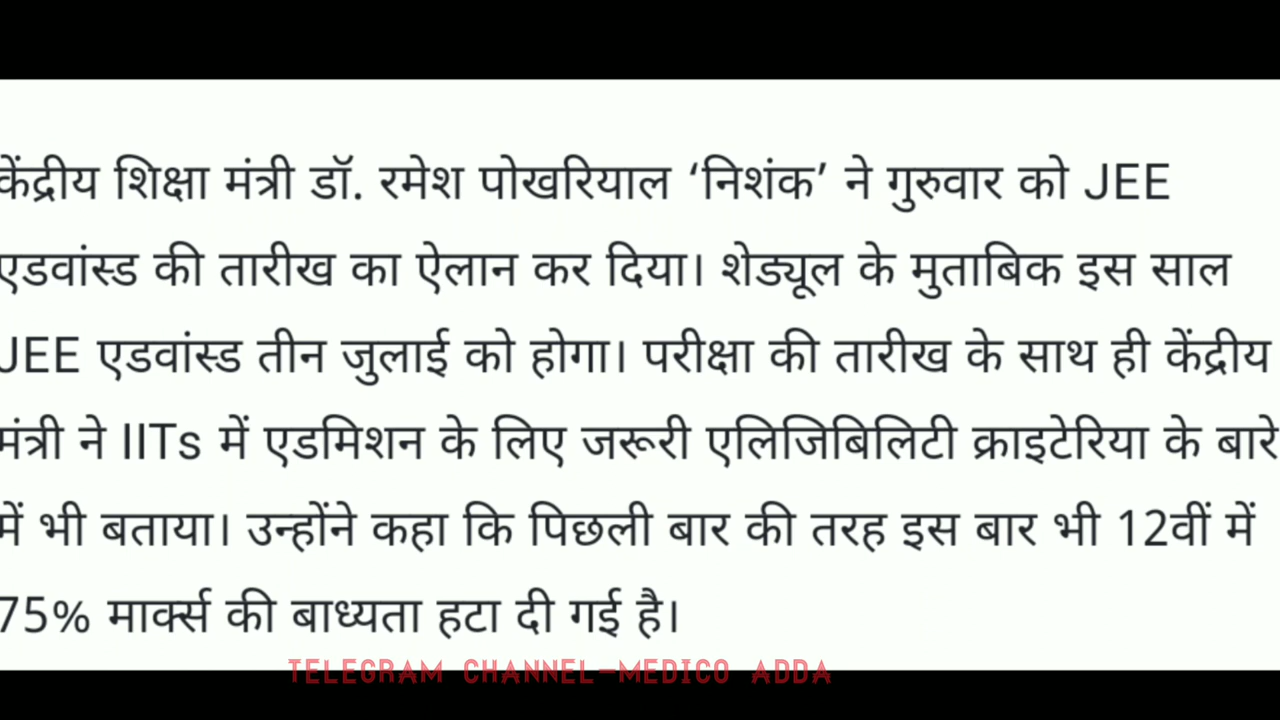 केंद्रीय शिक्षा मंत्री डॉ. रमेश पोखरियाल ‘निशंक’ ने गुरुवार को JEE
एडवांस्ड की तारीख का ऐलान कर दिया। शेड्यूल के मुताबिक इस साल
JEE एडवांस्ड तीन जुलाई को होगा। परीक्षा की तारीख के साथ ही केंद्रीय
मंत्री ने IITs में एडमिशन के लिए जरूरी एलिजिबिलिटी क्राइटेरिया के बारे
में भी बताया। उन्होंने कहा कि पिछली बार की तरह इस बार भी 12वीं में
75% मार्क्स की बाध्यता हटा दी गई है।
TELEGRAM CHANNEL-MEDICO ADDA